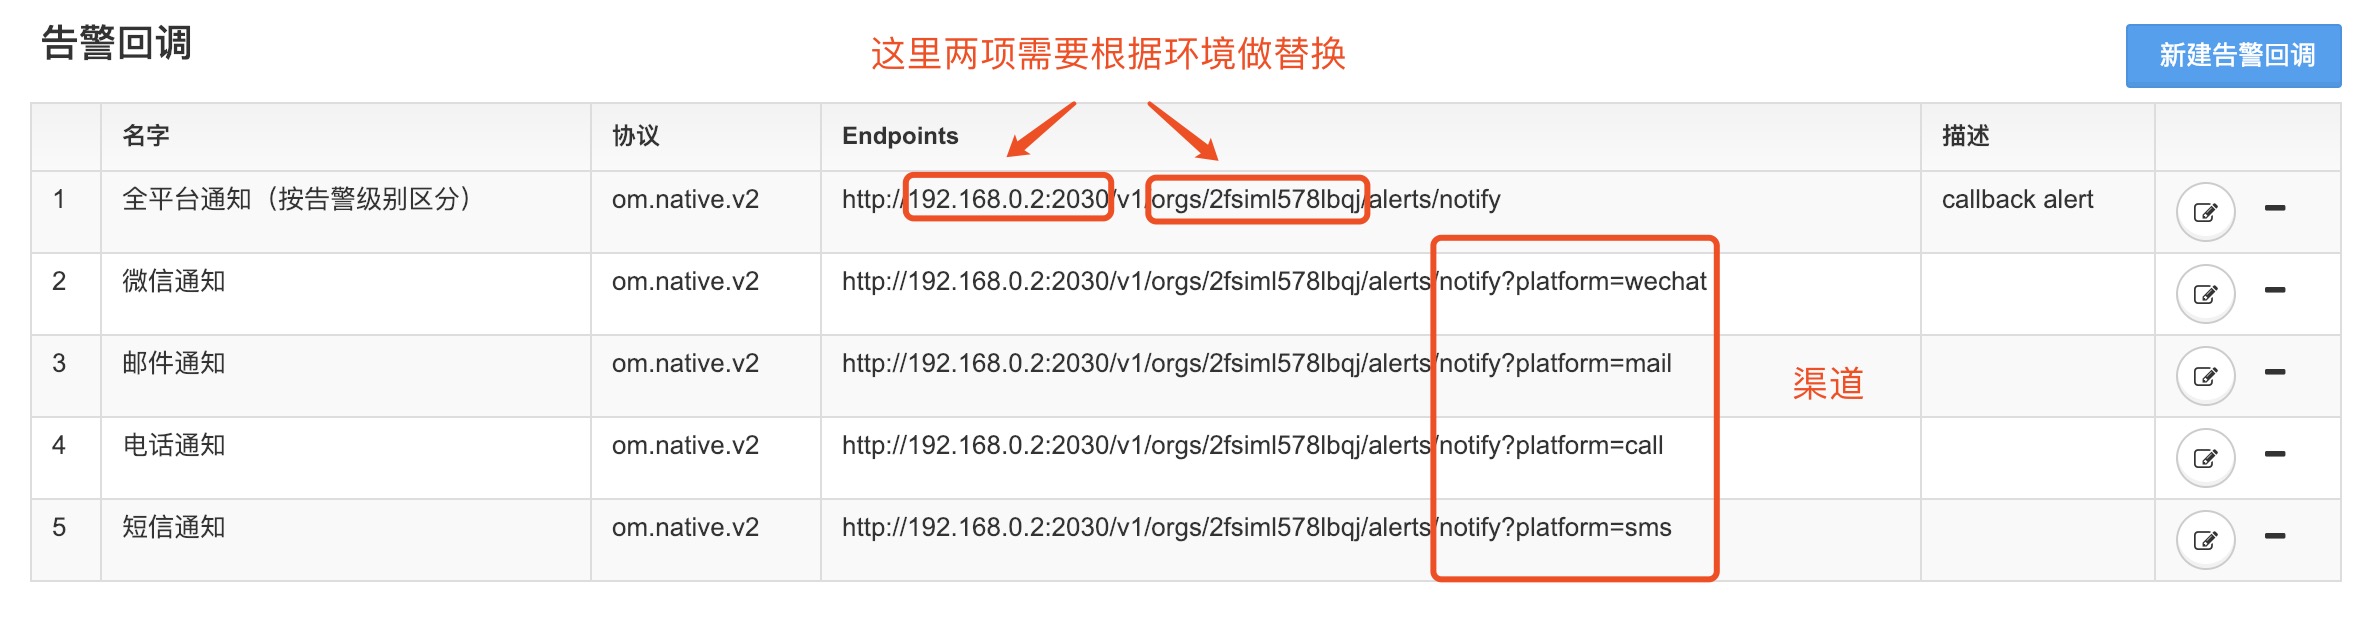 告警回调
这里两项需要根据环境做替换
新建告警回调
名字 协议 Endpoints 描述
1 全平台通知（按告警级别区分） om.native.v2 http://192.168.0.2:2030/v1/orgs/2fsiml578lbqj/alerts/notify callback alert
2 微信通知 om.native.v2 http://192.168.0.2:2030/v1/orgs/2fsiml578lbqj/alerts/notify?platform=wechat
3 邮件通知 om.native.v2 http://192.168.0.2:2030/v1/orgs/2fsiml578lbqj/alerts/notify?platform=mail
渠道
4 电话通知 om.native.v2 http://192.168.0.2:2030/v1/orgs/2fsiml578lbqj/alerts/notify?platform=call
5 短信通知 om.native.v2 http://192.168.0.2:2030/v1/orgs/2fsiml578lbqj/alerts/notify?platform=sms